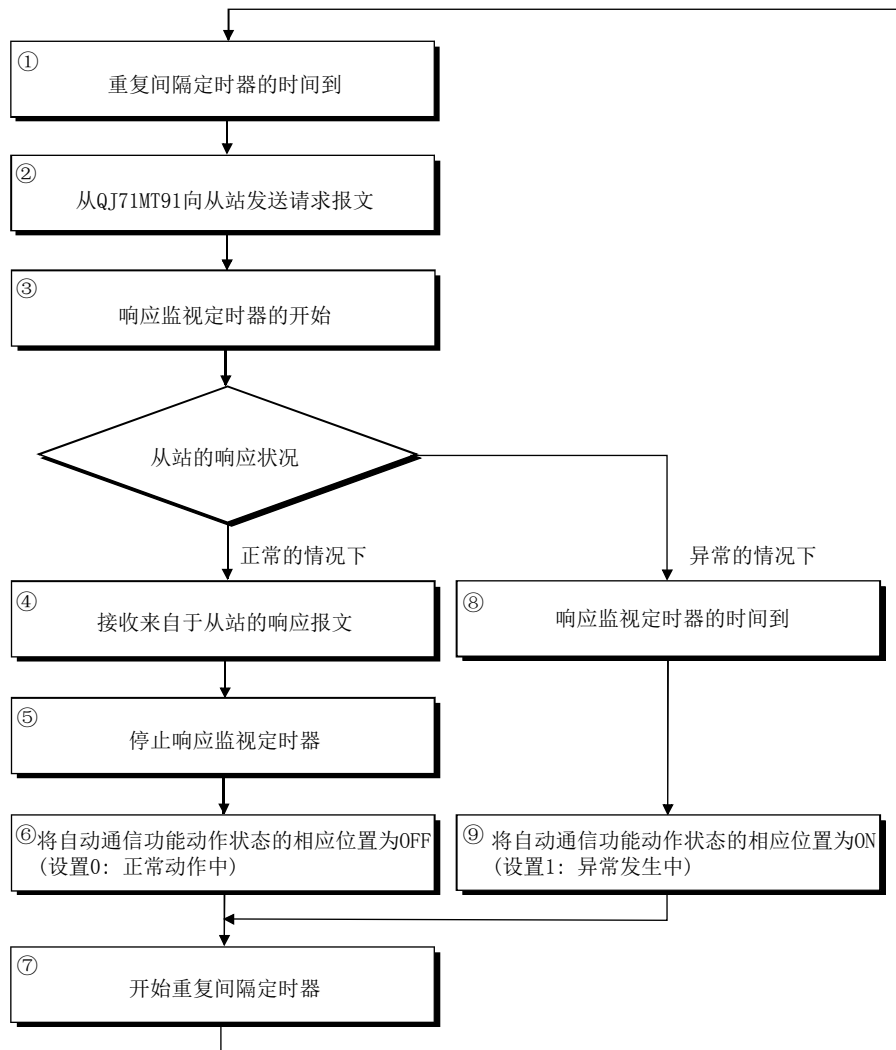 ①
重复间隔定时器的时间到
②
从QJ71MT91向从站发送请求报文
③
响应监视定时器的开始
从站的响应状况
正常的情况下
异常的情况下
④
接收来自于从站的响应报文
⑧
响应监视定时器的时间到
⑤
停止响应监视定时器
⑥将自动通信功能动作状态的相应位置为OFF
(设置0: 正常动作中)
⑨ 将自动通信功能动作状态的相应位置为ON
(设置1: 异常发生中)
⑦
开始重复间隔定时器